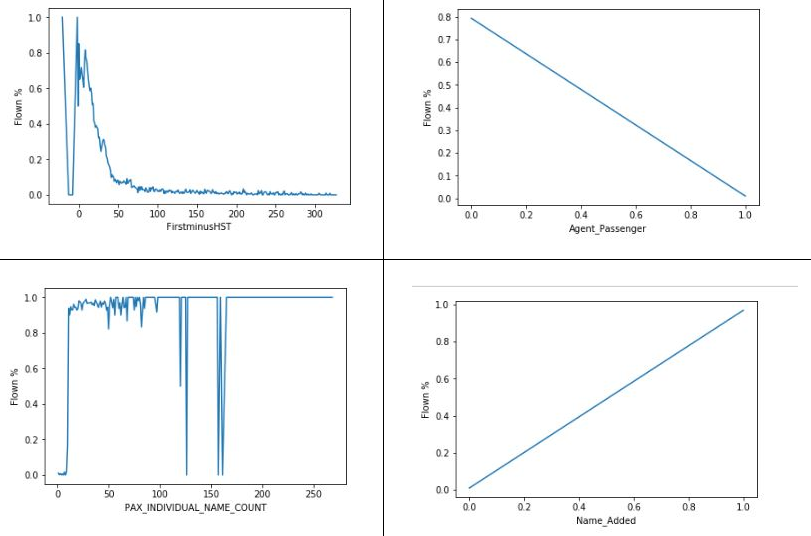 1.0
0.8
0.6
0.4
0.2
0.0
Flown %
0 50 100 150 200 250 300
FirstminusHST
0.8
0.7
0.6
0.5
0.4
0.3
0.2
0.1
0.0
Flown %
0.0 0.2 0.4 0.6 0.8 1.0
Agent_Passenger
1.0
0.8
0.6
0.4
0.2
0.0
Flown %
0 50 100 150 200 250
PAX_INDIVIDUAL_NAME_COUNT
1.0
0.8
0.6
0.4
0.2
0.0
Flown %
0.0 0.2 0.4 0.6 0.8 1.0
Name_Added